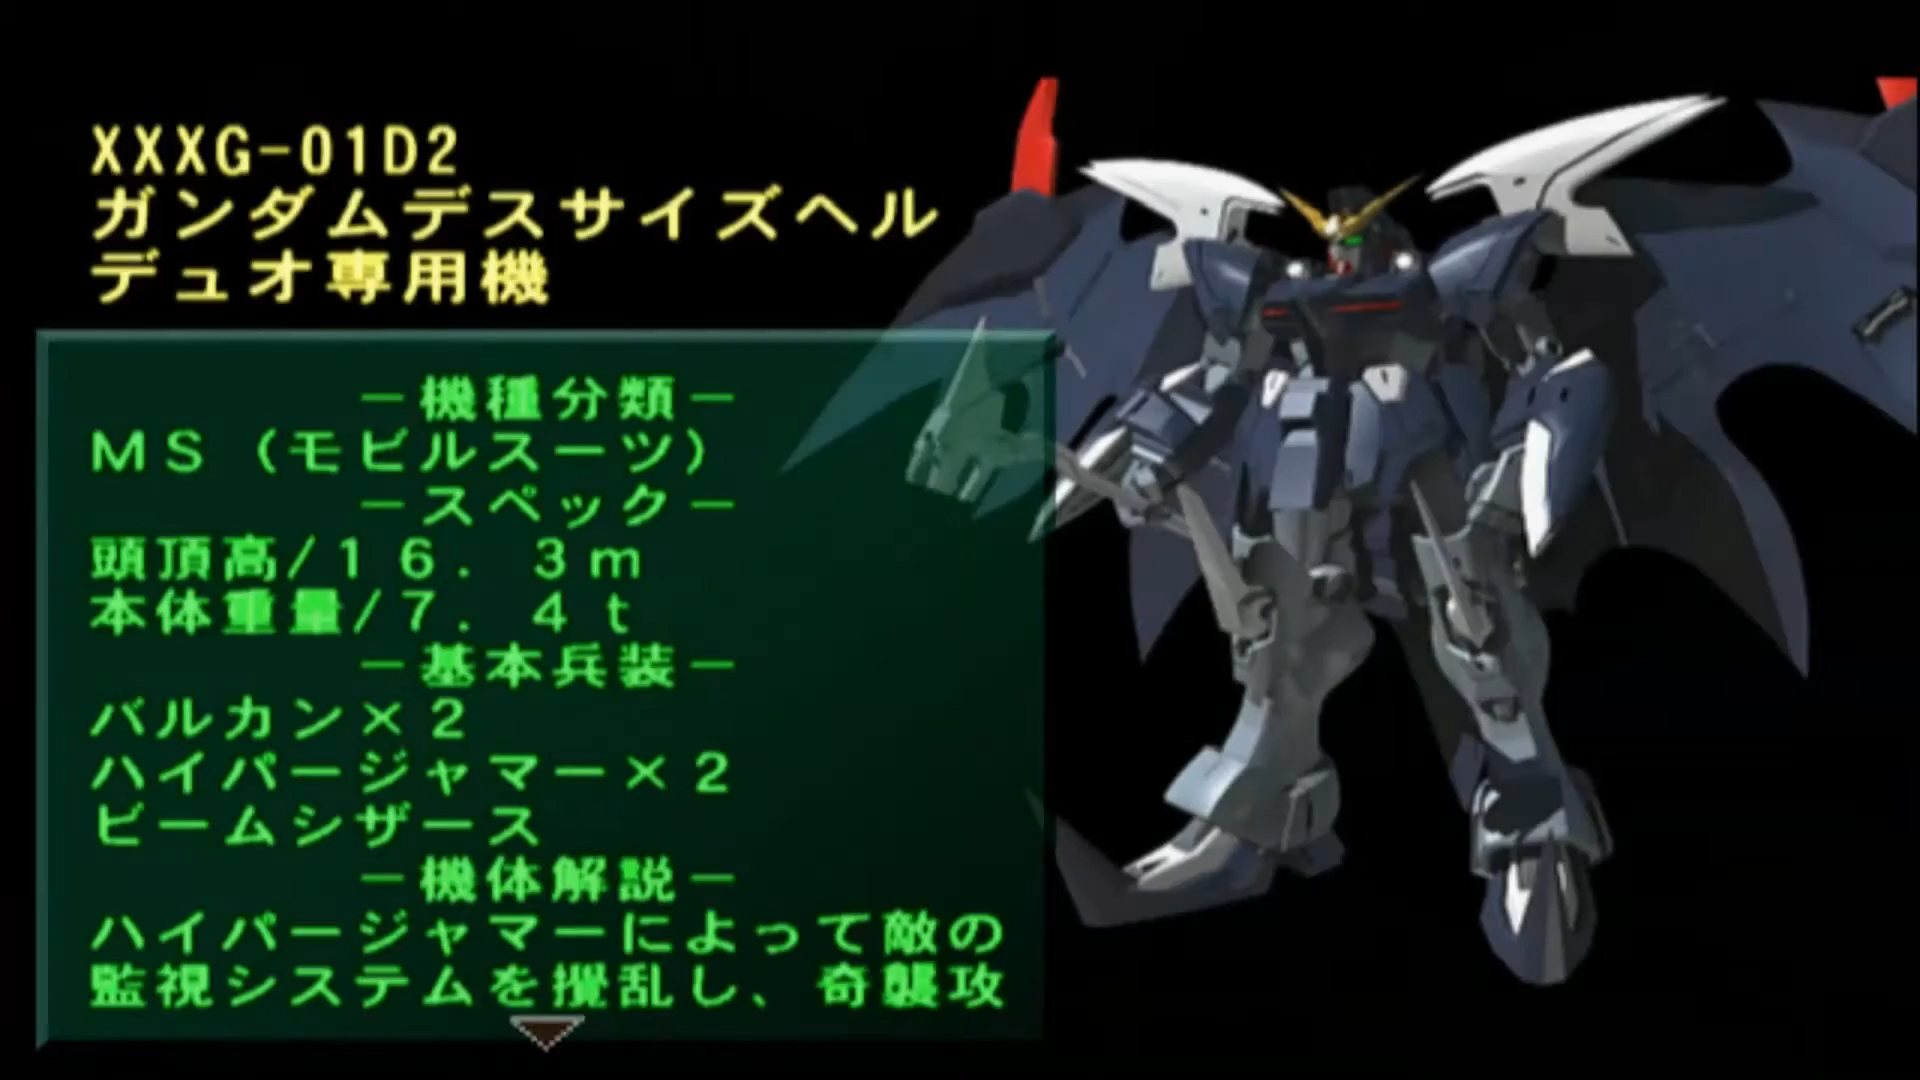 XXXG-01D2
ガンダムデスサイズヘル
デュオ専用機
－機種分類－
ＭＳ（モビルスーツ）
－スペック－
頭頂高/１６．３ｍ
本体重量/７．４ｔ
－基本兵装－
バルカン×２
ハイパージャマー×２
ビームシザース
－機体解説－
ハイパージャマーによって敵の
監視システムを攪乱し、奇襲攻